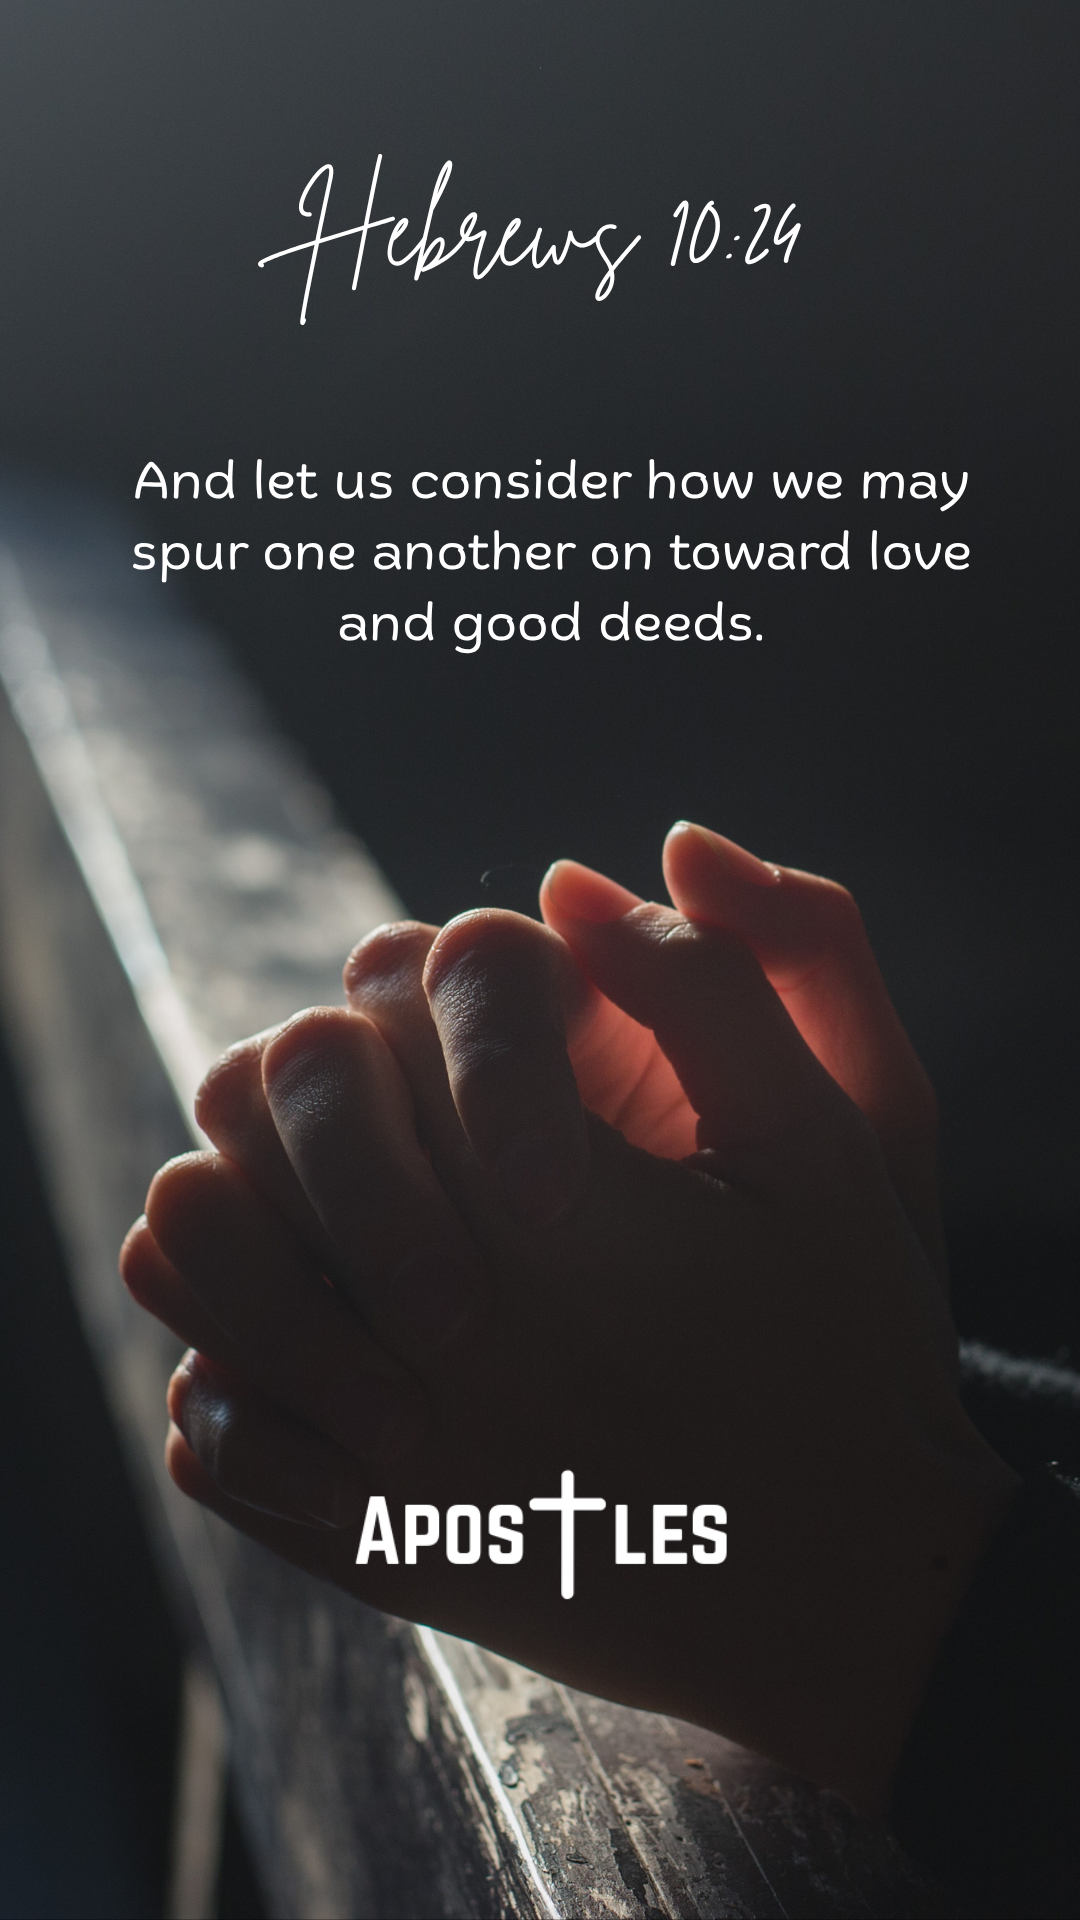 Hebrews 10:24
And let us consider how we may
spur one another on toward love
and good deeds.
APOSTLES